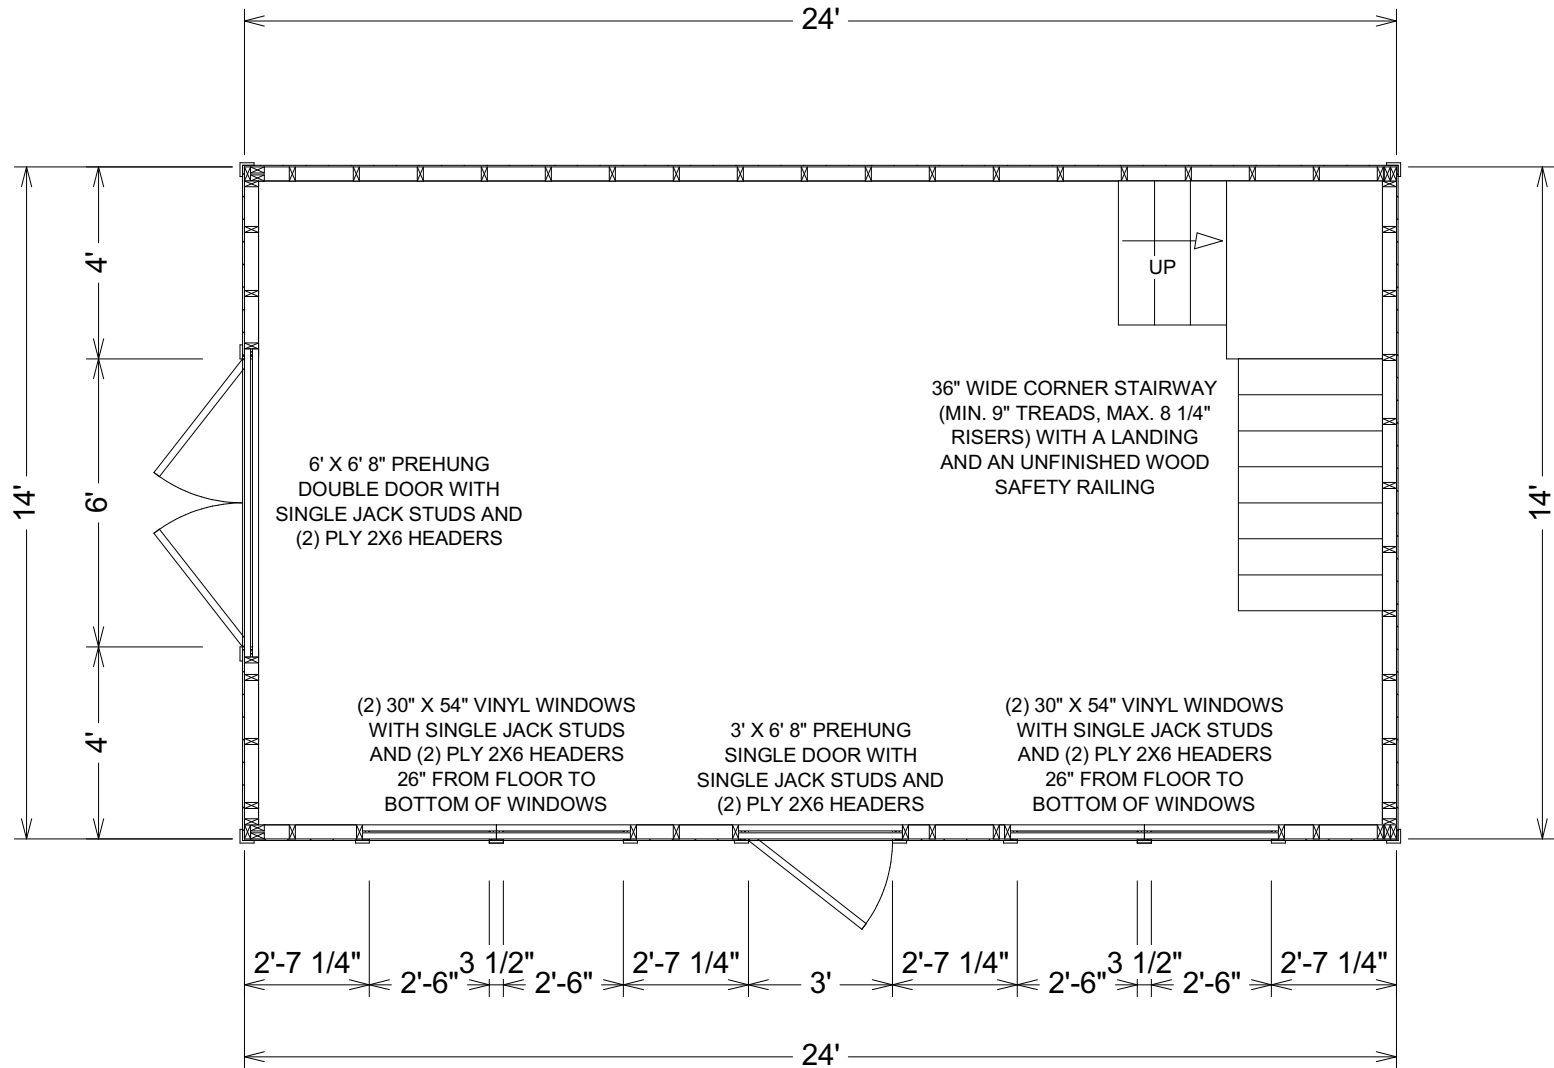 24'
4'
6'
4'
14'
14'
UP
36" WIDE CORNER STAIRWAY
(MIN. 9" TREADS, MAX. 8 1/4"
RISERS) WITH A LANDING
AND AN UNFINISHED WOOD
SAFETY RAILING
6' X 6' 8" PREHUNG
DOUBLE DOOR WITH
SINGLE JACK STUDS AND
(2) PLY 2X6 HEADERS
(2) 30" X 54" VINYL WINDOWS
WITH SINGLE JACK STUDS
AND (2) PLY 2X6 HEADERS
26" FROM FLOOR TO
BOTTOM OF WINDOWS
3' X 6' 8" PREHUNG
SINGLE DOOR WITH
SINGLE JACK STUDS AND
(2) PLY 2X6 HEADERS
(2) 30" X 54" VINYL WINDOWS
WITH SINGLE JACK STUDS
AND (2) PLY 2X6 HEADERS
26" FROM FLOOR TO
BOTTOM OF WINDOWS
2'-7 1/4" 3 1/2" 2'-7 1/4" 2'-7 1/4" 3 1/2" 2'-7 1/4"
2'-6" 2'-6" 3' 2'-6" 2'-6"
24'